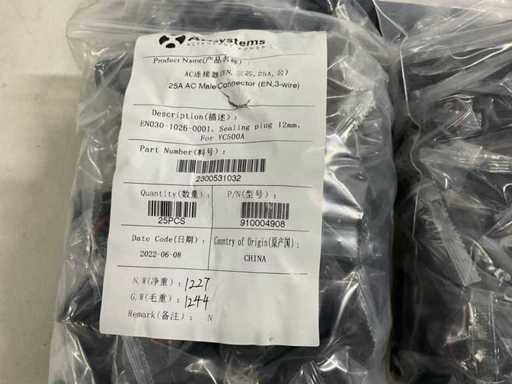 APsystems
Product Name(产品名称)
AC连接器(EN, 三芯, 25A, 公)
25A AC Male Connector (EN,3-wire)
Description(描述):
EN030-1026-0001, Sealing plug 12mm,
For YC500A
Part Number(料号):
2300531032
Quantity(数量): P/N(型号):
25PCS 910004908
Date Code(日期): Country of Origin(原产国):
2022-06-08 CHINA
N.W(净重): 1227
G.W(毛重): 1244
Remark(备注): N